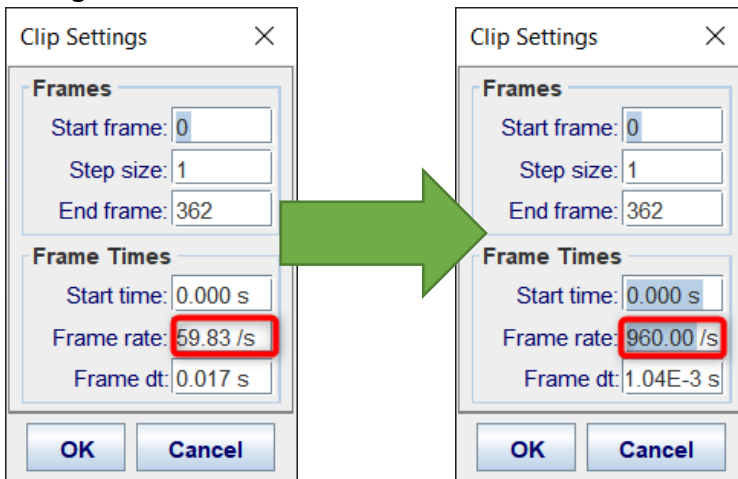 Clip Settings
Frames
Start frame: 0
Step size: 1
End frame: 362
Frame Times
Start time: 0.000 s
Frame rate: 59.83 /s
Frame dt: 0.017 s
OK Cancel
Clip Settings
Frames
Start frame: 0
Step size: 1
End frame: 362
Frame Times
Start time: 0.000 s
Frame rate: 960.00 /s
Frame dt: 1.04E-3 s
OK Cancel